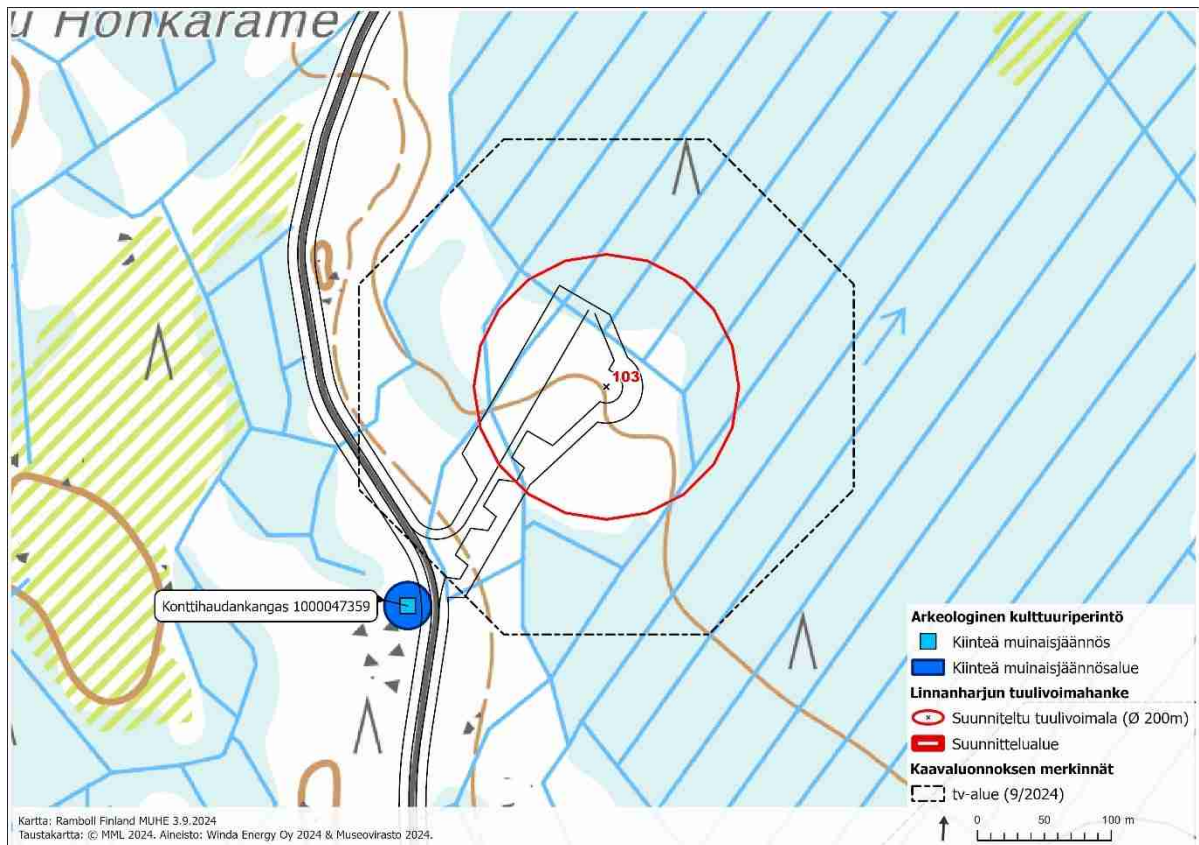 u Honkarame
103
Konttihaudankangas 1000047359
Arkeologinen kulttuuriperintö
Kiinteä muinaisjäännös
Kiinteä muinaisjäännösalue
Linnanharjun tuulivoimahanke
Suunniteltu tuulivoimala (Ø 200m)
Suunnittelualue
Kaavaluonnoksen merkinnät
tv-alue (9/2024)
0 50 100 m
Kartta: Ramboll Finland MUHE 3.9.2024
Taustakartta: © MML 2024. Aineisto: Winda Energy Oy 2024 & Museovirasto 2024.